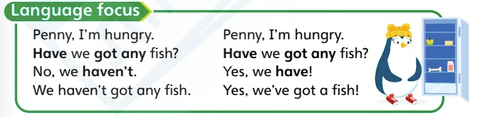 Language focus
Penny, I'm hungry.
Have we got any fish?
No, we haven't.
We haven't got any fish.
Penny, I'm hungry.
Have we got any fish?
Yes, we have!
Yes, we've got a fish!